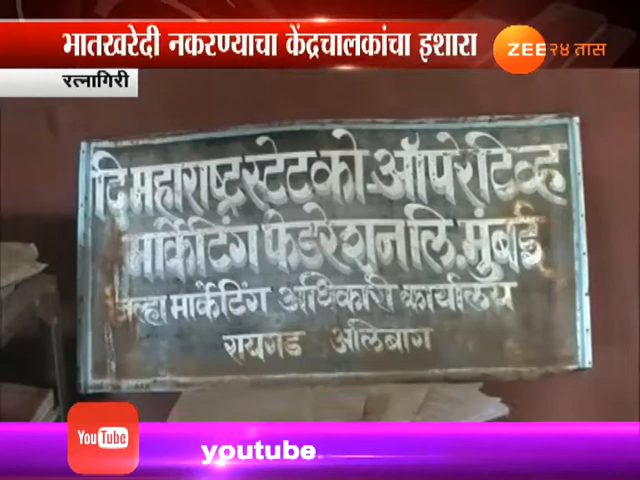 भातखरेदी नकरण्याचा केंद्रचालकांचा इशारा
ZEE २४ तास
रत्नागिरी
दि महाराष्ट्र स्टेट को-ऑपरेटिव्ह
मार्केटिंग फेडरेशन लि. मुंबई
जिल्हा मार्केटिंग अधिकारी कार्यालय
रायगड अलिबाग
YouTube
youtube